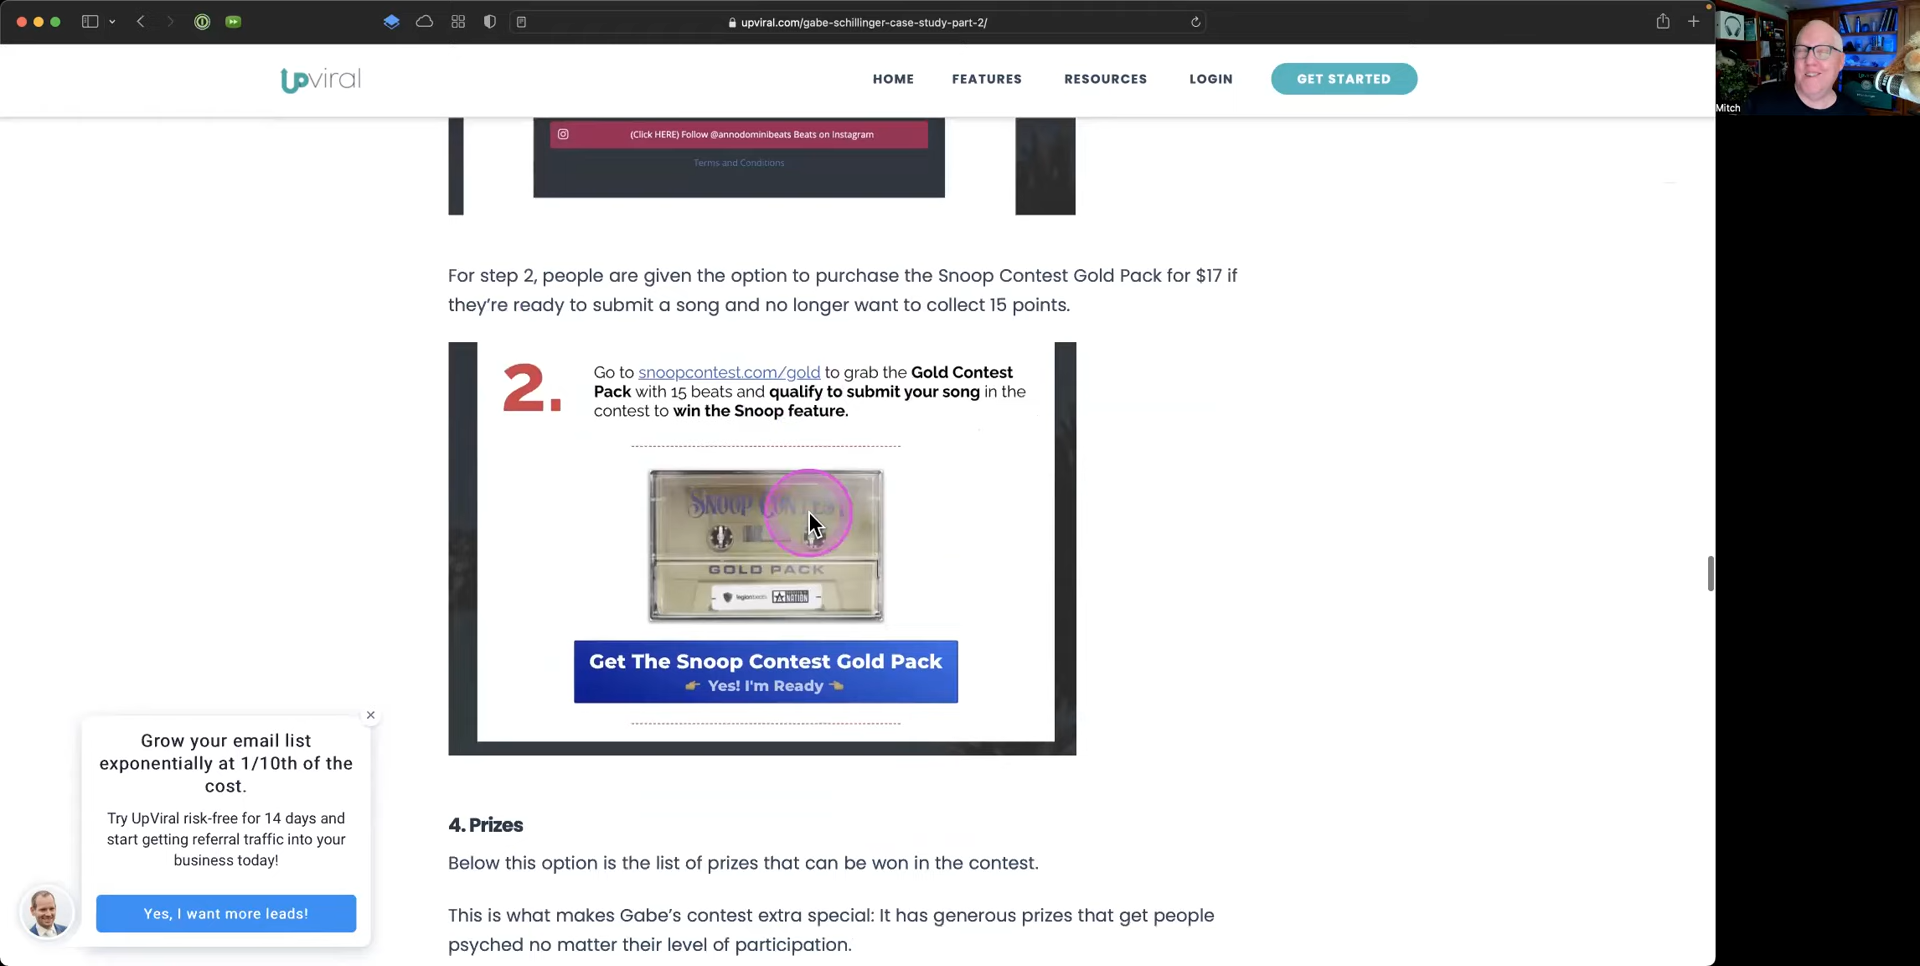 upviral.com/gabe-schillinger-case-study-part-2/
Mitch
upviral
HOME
FEATURES
RESOURCES
LOGIN
GET STARTED
(Click HERE) Follow @annodominibeats Beats on Instagram
Terms and Conditions
For step 2, people are given the option to purchase the Snoop Contest Gold Pack for $17 if
they’re ready to submit a song and no longer want to collect 15 points.
2.
Go to snoopcontest.com/gold to grab the Gold Contest
Pack with 15 beats and qualify to submit your song in the
contest to win the Snoop feature.
SNOOP CONTEST
GOLD PACK
legionbeats
NATION
Get The Snoop Contest Gold Pack
Yes! I'm Ready
4. Prizes
Below this option is the list of prizes that can be won in the contest.
This is what makes Gabe’s contest extra special: It has generous prizes that get people
psyched no matter their level of participation.
Grow your email list
exponentially at 1/10th of the
cost.
Try UpViral risk-free for 14 days and
start getting referral traffic into your
business today!
Yes, I want more leads!